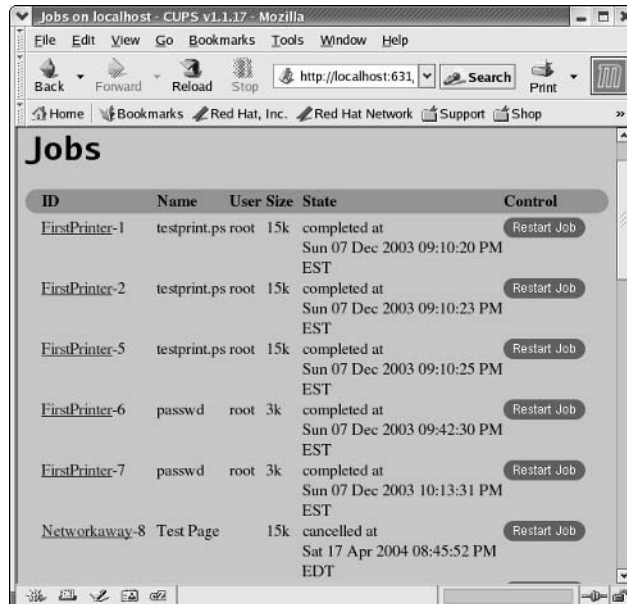 Jobs on localhost - CUPS v1.1.17 - Mozilla
File Edit View Go Bookmarks Tools Window Help
Back Forward Reload Stop http://localhost:631, Search Print
Home Bookmarks Red Hat, Inc. Red Hat Network Support Shop »
Jobs
ID Name User Size State Control
FirstPrinter-1 testprint.ps root 15k completed at Restart Job
Sun 07 Dec 2003 09:10:20 PM
EST
FirstPrinter-2 testprint.ps root 15k completed at Restart Job
Sun 07 Dec 2003 09:10:23 PM
EST
FirstPrinter-5 testprint.ps root 15k completed at Restart Job
Sun 07 Dec 2003 09:10:25 PM
EST
FirstPrinter-6 passwd root 3k completed at Restart Job
Sun 07 Dec 2003 09:42:30 PM
EST
FirstPrinter-7 passwd root 3k completed at Restart Job
Sun 07 Dec 2003 10:13:31 PM
EST
Networkaway-8 Test Page 15k cancelled at Restart Job
Sat 17 Apr 2004 08:45:52 PM
EDT